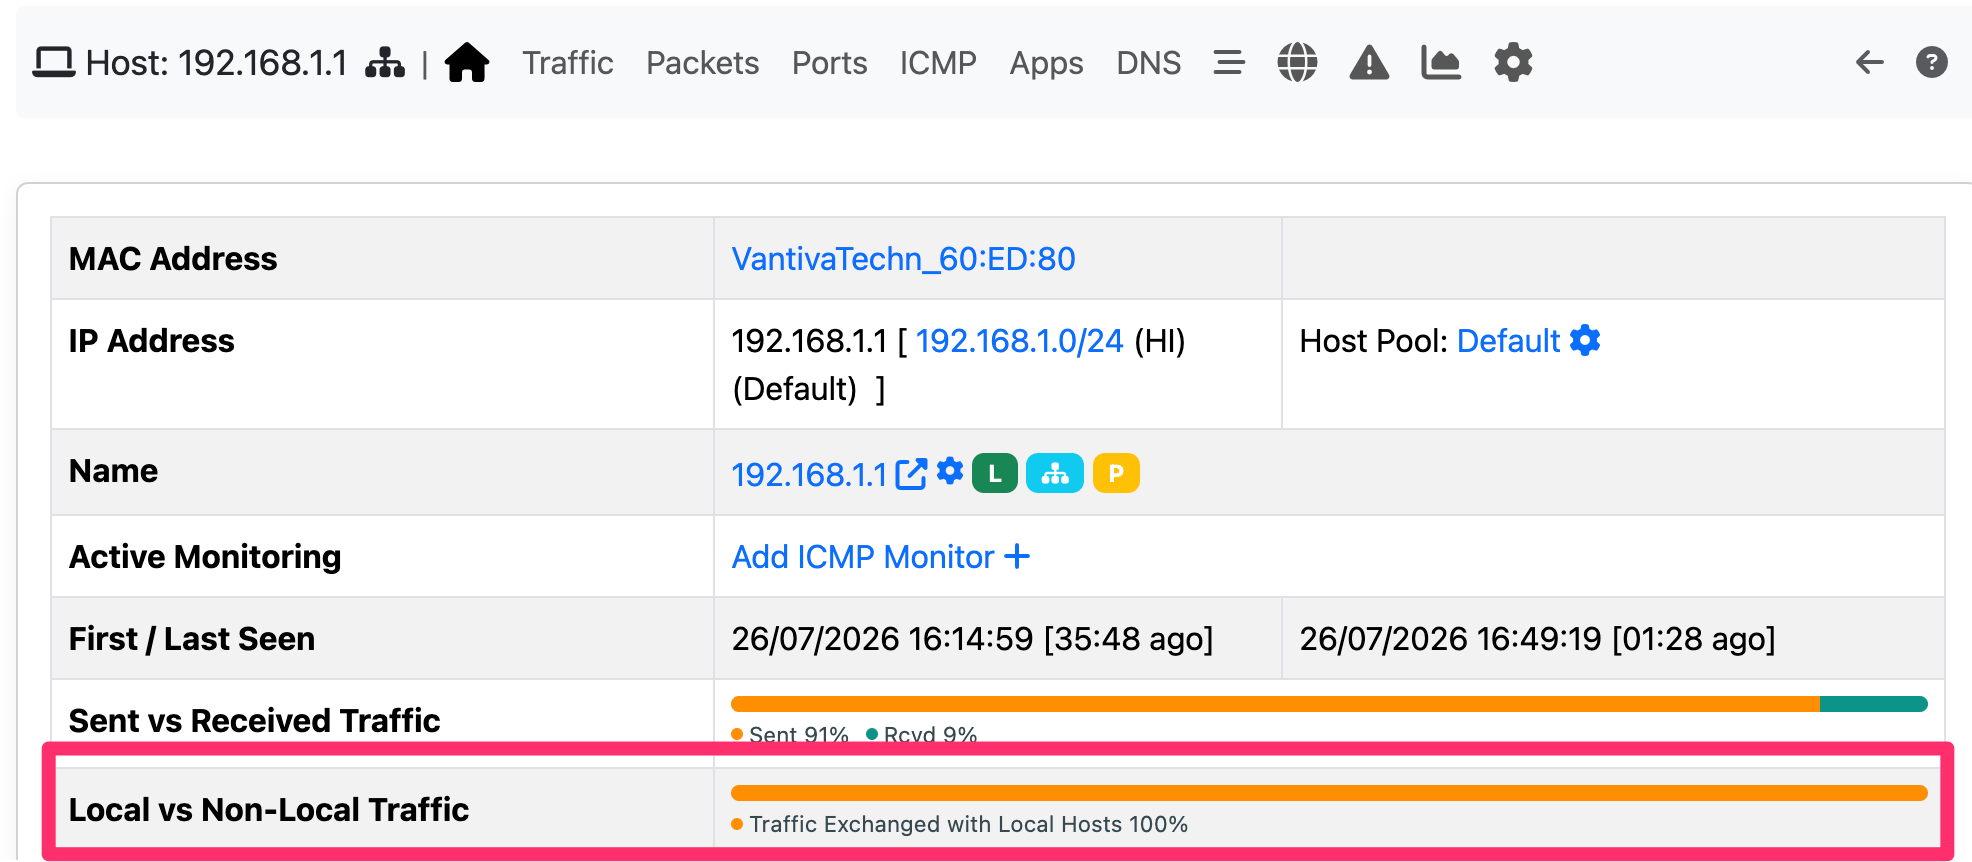 Host: 192.168.1.1 | Traffic Packets Ports ICMP Apps DNS
MAC Address VantivaTechn_60:ED:80
IP Address 192.168.1.1 [ 192.168.1.0/24 (HI) Host Pool: Default
(Default) ]
Name 192.168.1.1 L P
Active Monitoring Add ICMP Monitor +
First / Last Seen 26/07/2026 16:14:59 [35:48 ago] 26/07/2026 16:49:19 [01:28 ago]
Sent vs Received Traffic
Sent 91% Rcvd 9%
Local vs Non-Local Traffic
Traffic Exchanged with Local Hosts 100%